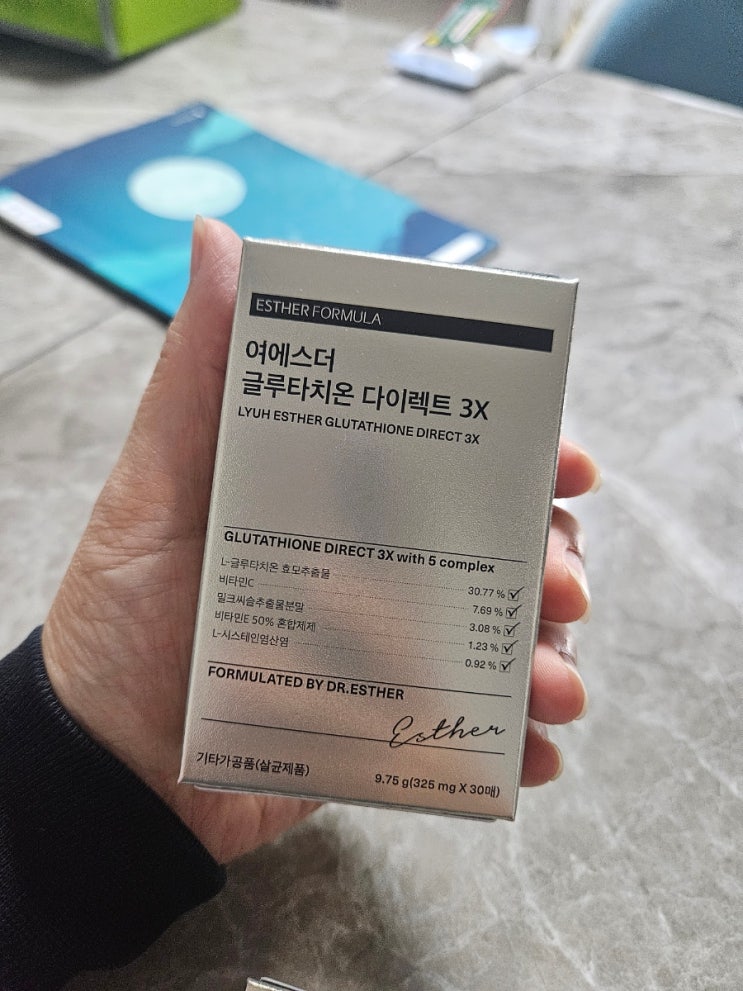 ESTHER FORMULA
여에스더
글루타치온 다이렉트 3X
LYUH ESTHER GLUTATHIONE DIRECT 3X
GLUTATHIONE DIRECT 3X with 5 complex
L-글루타치온 효모추출물 30.77 %
비타민C 7.69 %
밀크씨슬추출물분말 3.08 %
비타민E 50% 혼합제제 1.23 %
L-시스테인염산염 0.92 %
FORMULATED BY DR.ESTHER
Esther
기타가공품(살균제품) 9.75 g(325 mg X 30매)